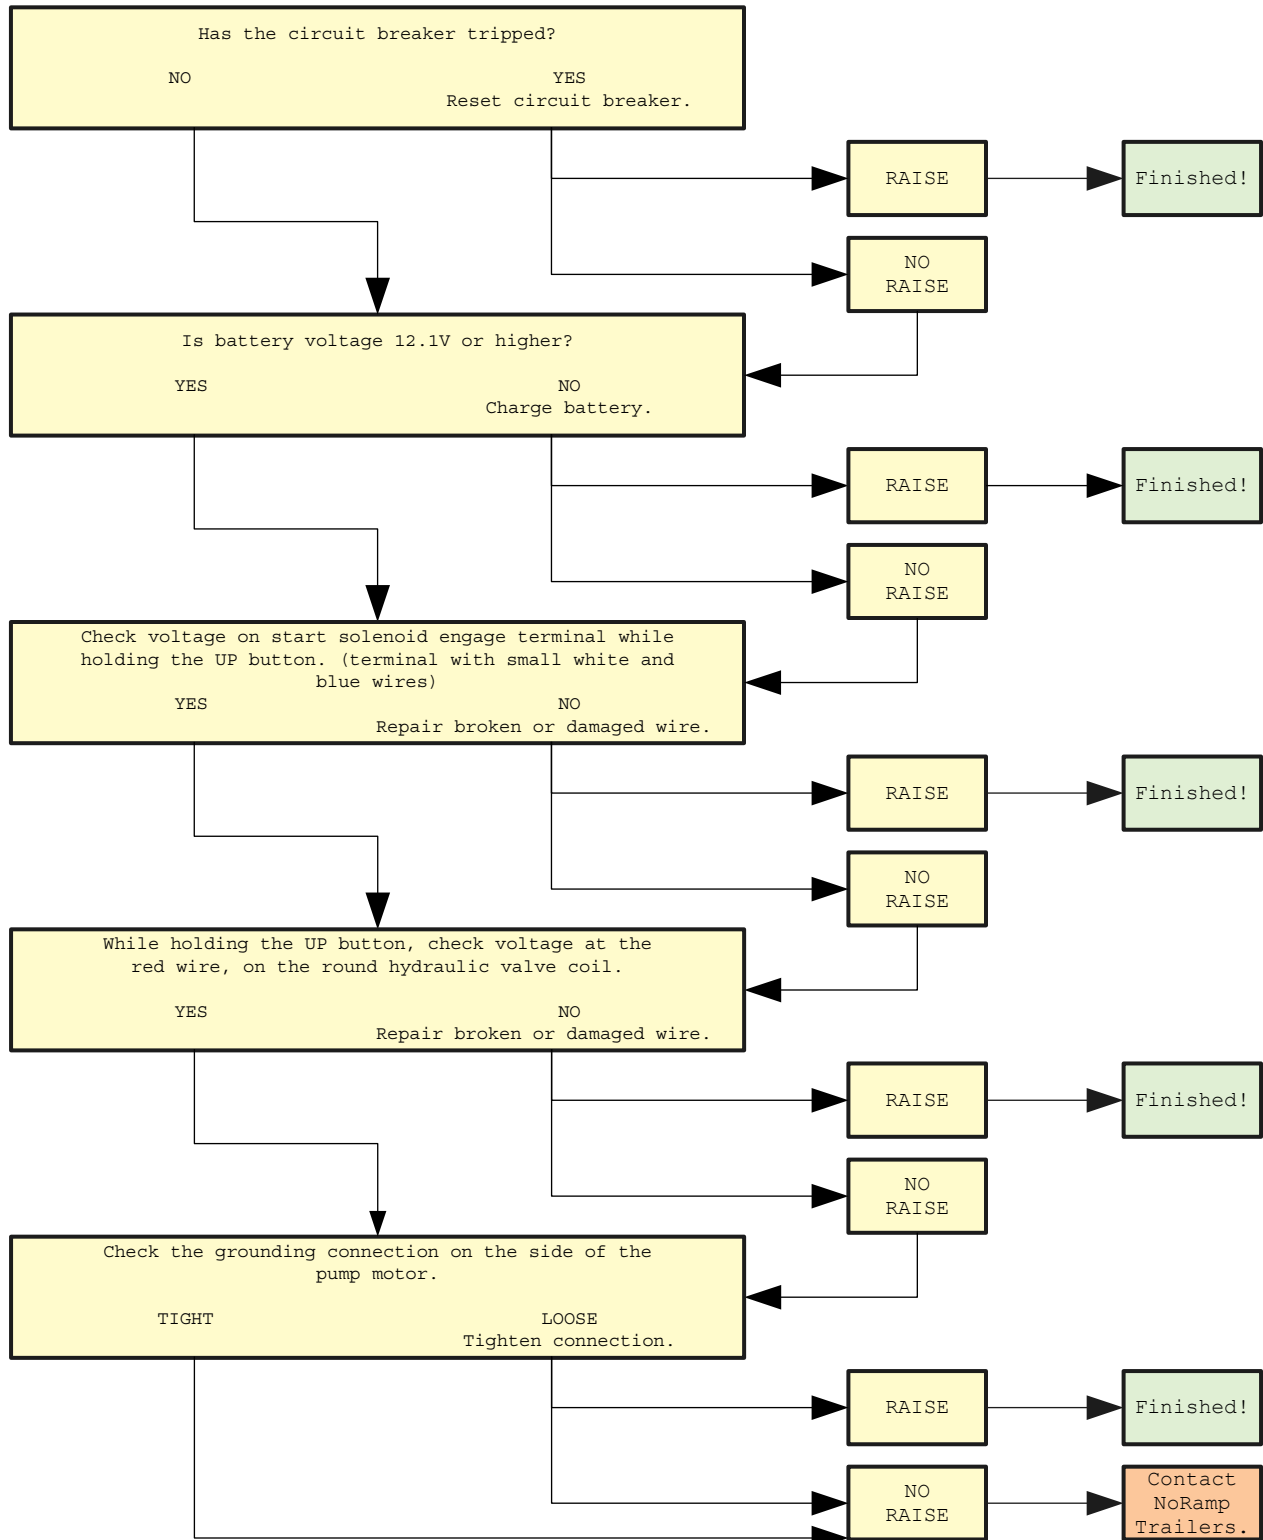 Has the circuit breaker tripped?
NO
YES
Reset circuit breaker.
RAISE
Finished!
NO
RAISE
Is battery voltage 12.1V or higher?
YES
NO
Charge battery.
RAISE
Finished!
NO
RAISE
Check voltage on start solenoid engage terminal while
holding the UP button. (terminal with small white and
blue wires)
YES
NO
Repair broken or damaged wire.
RAISE
Finished!
NO
RAISE
While holding the UP button, check voltage at the
red wire, on the round hydraulic valve coil.
YES
NO
Repair broken or damaged wire.
RAISE
Finished!
NO
RAISE
Check the grounding connection on the side of the
pump motor.
TIGHT
LOOSE
Tighten connection.
RAISE
Finished!
NO
RAISE
Contact
NoRamp
Trailers.